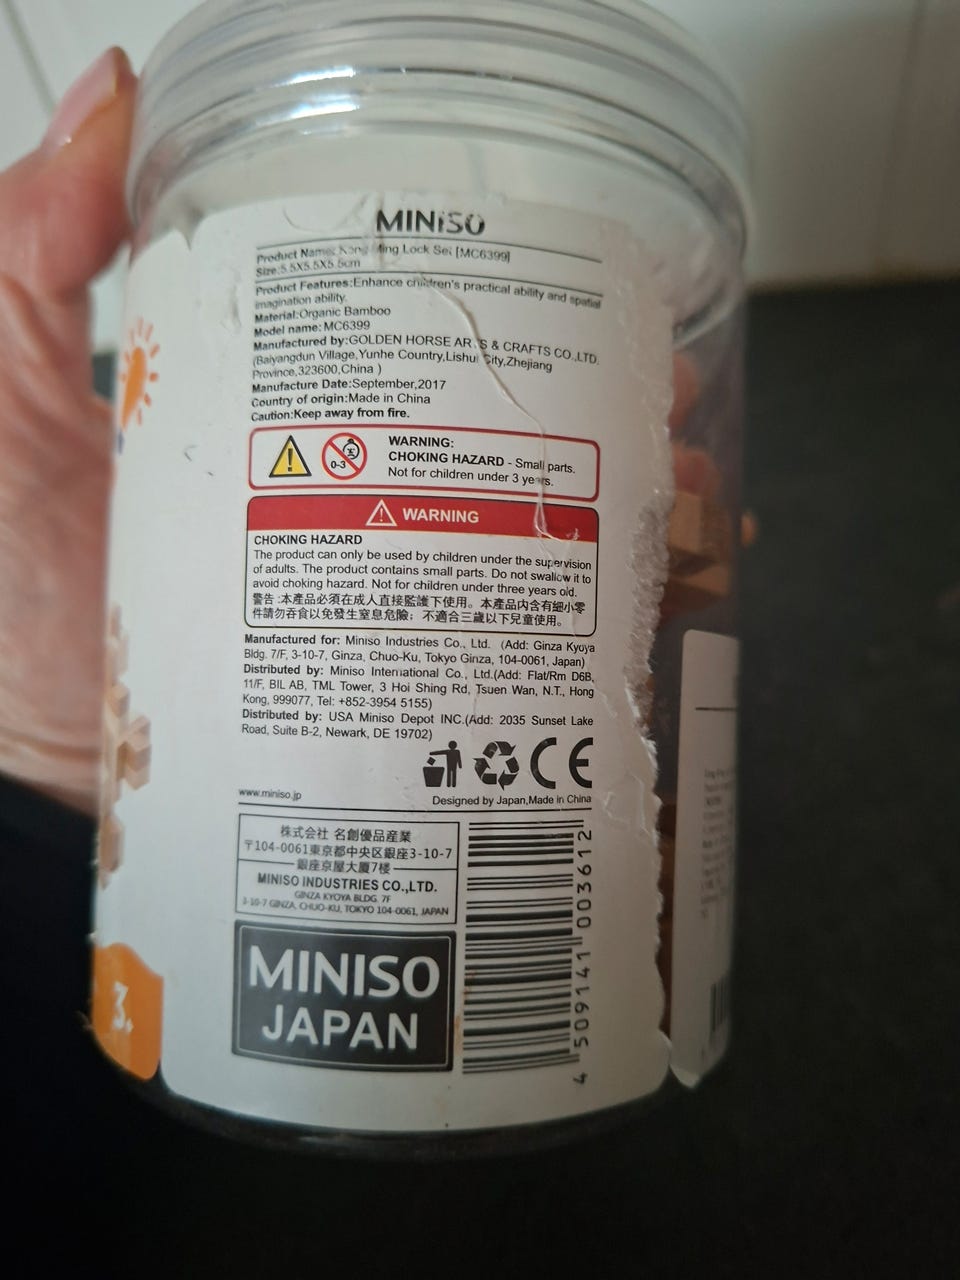 MINISO
Product Name: Kong Ming Lock Set [MC6399]
Size:5.5X5.5X5.5cm
Product Features:Enhance children's practical ability and spatial
imagination ability.
Material:Organic Bamboo
Model name: MC6399
Manufactured by:GOLDEN HORSE ARTS & CRAFTS CO.,LTD.
(Baiyangdun Village,Yunhe Country,Lishui City,Zhejiang
Province,323600,China )
Manufacture Date:September,2017
Country of origin:Made in China
Caution:Keep away from fire.
0-3
WARNING:
CHOKING HAZARD - Small parts.
Not for children under 3 years.
WARNING
CHOKING HAZARD
The product can only be used by children under the supervision
of adults. The product contains small parts. Do not swallow it to
avoid choking hazard. Not for children under three years old.
警告:本產品必須在成人直接監護下使用。本產品内含有細小零
件請勿吞食以免發生窒息危險；不適合三歲以下兒童使用。
Manufactured for: Miniso Industries Co., Ltd. (Add: Ginza Kyoya
Bldg. 7/F, 3-10-7, Ginza, Chuo-Ku, Tokyo Ginza, 104-0061, Japan)
Distributed by: Miniso International Co., Ltd.(Add: Flat/Rm D6B,
11/F, BIL AB, TML Tower, 3 Hoi Shing Rd, Tsuen Wan, N.T., Hong
Kong, 999077, Tel: +852-3954 5155)
Distributed by: USA Miniso Depot INC.(Add: 2035 Sunset Lake
Road, Suite B-2, Newark, DE 19702)
CE
www.miniso.jp
Designed by Japan,Made in China
株式会社 名創優品産業
〒104-0061東京都中央区銀座3-10-7
銀座京屋大厦7楼
MINISO INDUSTRIES CO.,LTD.
GINZA KYOYA BLDG. 7F
3-10-7 GINZA, CHUO-KU, TOKYO 104-0061, JAPAN
MINISO
JAPAN
4 509141 003612
3.